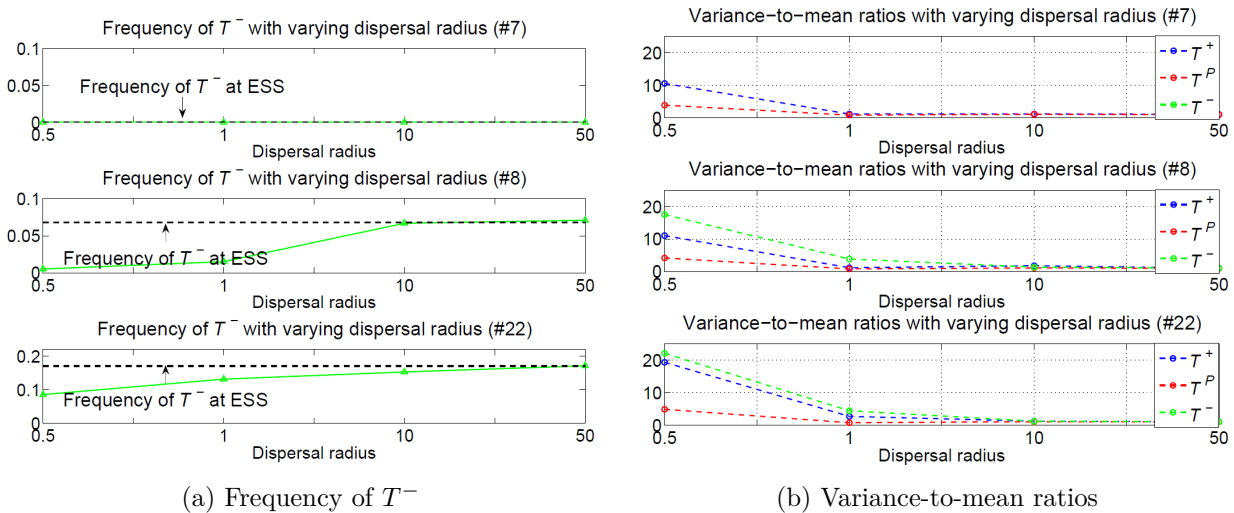 Frequency of T⁻ with varying dispersal radius (#7)
0.1
0.05
0
Frequency of T⁻ at ESS
0.5 1 10 50
Dispersal radius
Frequency of T⁻ with varying dispersal radius (#8)
0.1
0.05
0
Frequency of T⁻ at ESS
0.5 1 10 50
Dispersal radius
Frequency of T⁻ with varying dispersal radius (#22)
0.2
0.1
0
Frequency of T⁻ at ESS
0.5 1 10 50
Dispersal radius
(a) Frequency of T⁻
Variance−to−mean ratios with varying dispersal radius (#7)
20
10
0
T⁺
Tᴾ
T⁻
0.5 1 10 50
Dispersal radius
Variance−to−mean ratios with varying dispersal radius (#8)
20
10
0
T⁺
Tᴾ
T⁻
0.5 1 10 50
Dispersal radius
Variance−to−mean ratios with varying dispersal radius (#22)
20
10
0
T⁺
Tᴾ
T⁻
0.5 1 10 50
Dispersal radius
(b) Variance-to-mean ratios